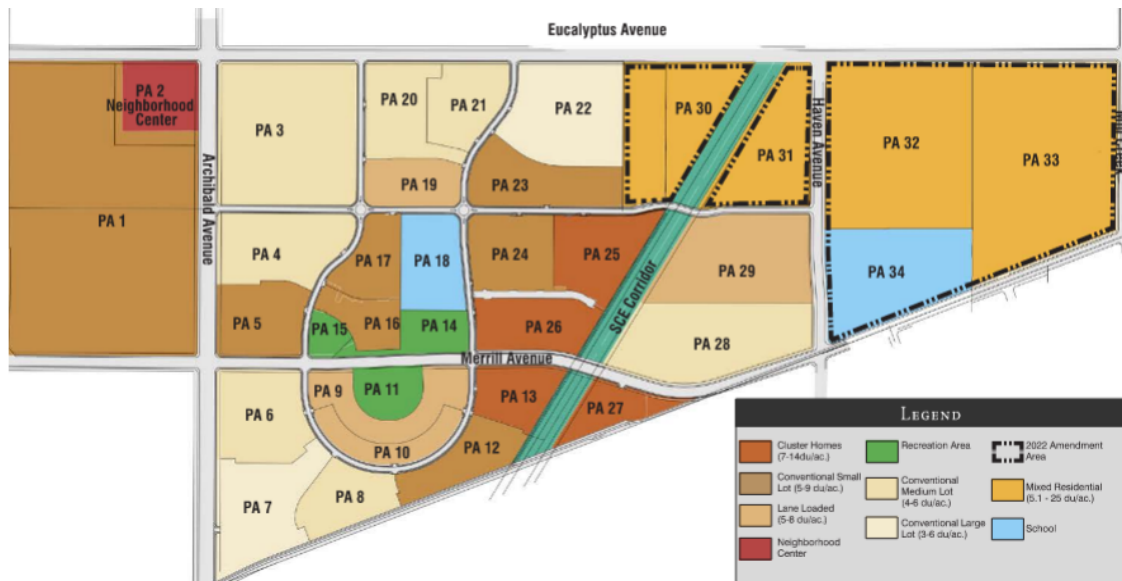 Eucalyptus Avenue
PA 2
Neighborhood
Center
PA 20
PA 21
PA 22
PA 30
PA 31
PA 32
PA 33
PA 3
Haven Avenue
PA 19
PA 23
Archibald Avenue
PA 1
PA 4
PA 17
PA 18
PA 24
PA 25
PA 29
PA 34
SCE Corridor
PA 5
PA 15
PA 16
PA 14
PA 26
PA 28
Merrill Avenue
PA 9
PA 11
PA 13
PA 27
PA 6
PA 10
PA 12
PA 7
PA 8
LEGEND
Cluster Homes
(7-14du/ac.)
Conventional Small
Lot (5-9 du/ac.)
Lane Loaded
(5-8 du/ac.)
Neighborhood
Center
Recreation Area
Conventional
Medium Lot
(4-6 du/ac.)
Conventional Large
Lot (3-6 du/ac.)
2022 Amendment
Area
Mixed Residential
(5.1 - 25 du/ac.)
School